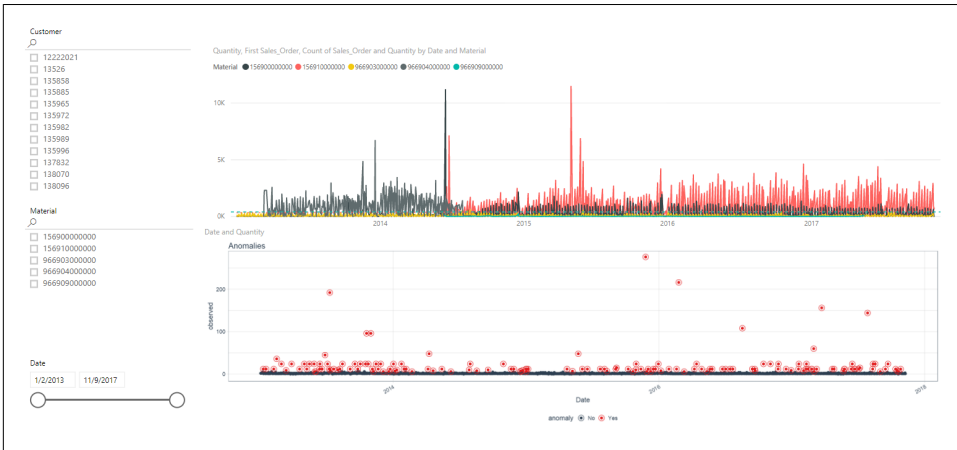 Customer
12222021
13526
135858
135885
135965
135972
135982
135989
135996
137832
138070
138096
Material
156900000000
156910000000
966903000000
966904000000
966909000000
Date
1/2/2013 11/9/2017
Quantity, First Sales_Order, Count of Sales_Order and Quantity by Date and Material
Material 156900000000 156910000000 966903000000 966904000000 966909000000
10K
5K
0K
2014 2015 2016 2017
Date and Quantity
Anomalies
observed
200
100
0
2014 2016 2018
Date
anomaly No Yes